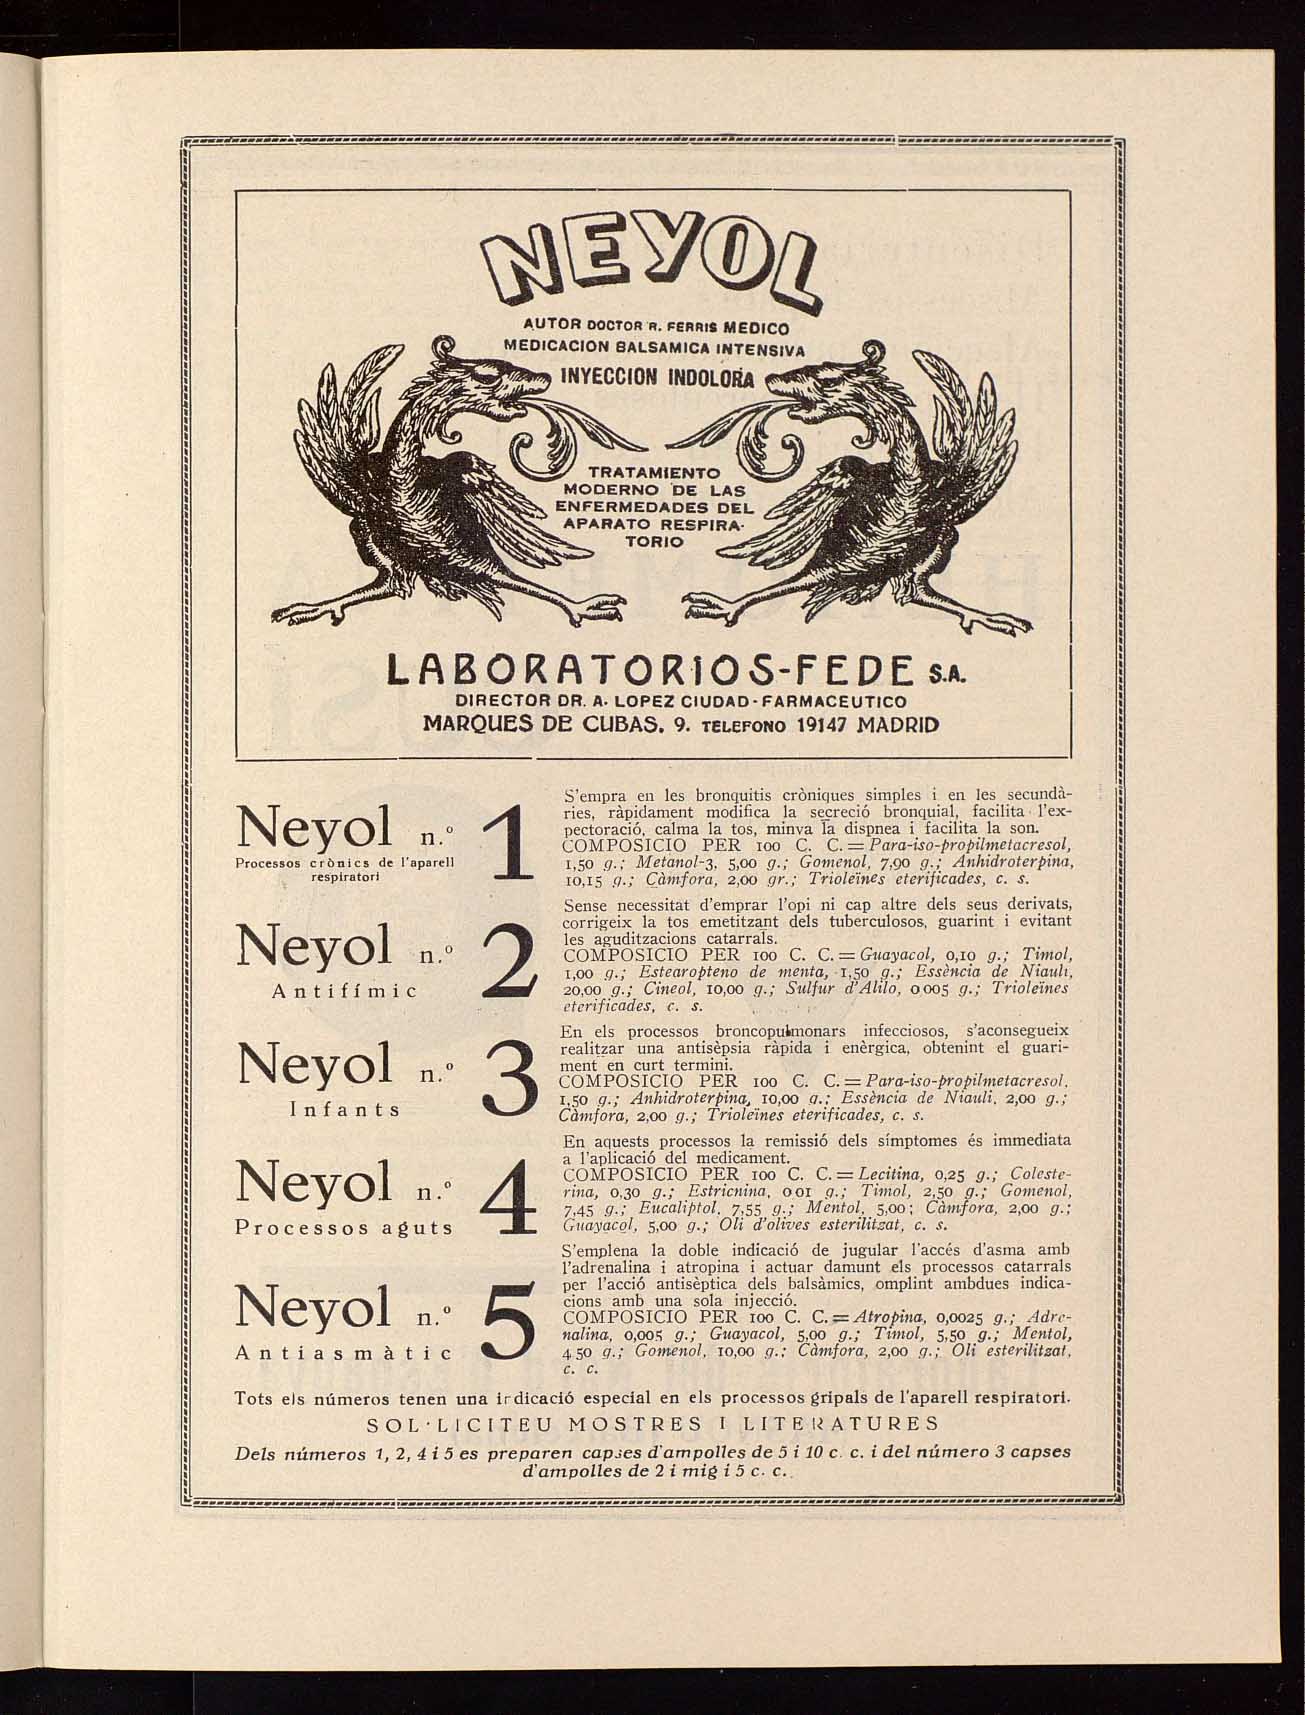 NEYOL
AUTOR DOCTOR R. FERRIS MEDICO
MEDICACION BALSAMICA INTENSIVA
INYECCION INDOLORA
TRATAMIENTO
MODERNO DE LAS
ENFERMEDADES DEL
APARATO RESPIRA-
TORIO
LABORATORIOS-FEDE S.A.
DIRECTOR DR. A. LOPEZ CIUDAD-FARMACEUTICO
MARQUES DE CUBAS, 9. TELEFONO 19147 MADRID
Neyol n.º 1
Processos crònics de l'aparell
respiratori
S'empra en les bronquitis cròniques simples i en les secundà-
ries, ràpidament modifica la secreció bronquial, facilita l'ex-
pectoració, calma la tos, minva la dispnea i facilita la son.
COMPOSICIO PER 100 C. C. = Para-iso-propilmetacresol,
1,50 g.; Metanol-3, 5,00 g.; Gomenol, 7,90 g.; Anhidroterpina,
10,15 g.; Càmfora, 2,00 gr.; Trioleïnes eterificades, c. s.
Neyol n.º 2
Antifímic
Sense necessitat d'emprar l'opi ni cap altre dels seus derivats,
corrigeix la tos emetitzant dels tuberculosos, guarint i evitant
les aguditzacions catarrals.
COMPOSICIO PER 100 C. C. = Guayacol, 0,10 g.; Timol,
1,00 g.; Estearopteno de menta, 1,50 g.; Essència de Niauli,
20,00 g.; Cineol, 10,00 g.; Sulfur d'Alilo, 0,005 g.; Trioleïnes
eterificades, c. s.
Neyol n.º 3
Infants
En els processos broncopulmonars infecciosos, s'aconsegueix
realitzar una antisèpsia ràpida i enèrgica, obtenint el guari-
ment en curt termini.
COMPOSICIO PER 100 C. C. = Para-iso-propilmetacresol,
1,50 g.; Anhidroterpina, 10,00 g.; Essència de Niauli, 2,00 g.;
Càmfora, 2,00 g.; Trioleïnes eterificades, c. s.
Neyol n.º 4
Processos aguts
En aquests processos la remissió dels símptomes és immediata
a l'aplicació del medicament.
COMPOSICIO PER 100 C. C. = Lecitina, 0,25 g.; Coleste-
rina, 0,30 g.; Estricnina, 0 01 g.; Timol, 2,50 g.; Gomenol,
7,45 g.; Eucaliptol, 7,55 g.; Mentol, 5,00; Càmfora, 2,00 g.;
Guayacol, 5,00 g.; Oli d'olives esterilitzat, c. s.
Neyol n.º 5
Antiasmàtic
S'emplena la doble indicació de jugular l'accés d'asma amb
l'adrenalina i atropina i actuar damunt els processos catarrals
per l'acció antisèptica dels balsàmics, omplint ambdues indica-
cions amb una sola injecció.
COMPOSICIO PER 100 C. C. = Atropina, 0,0025 g.; Adre-
nalina, 0,005 g.; Guayacol, 5,00 g.; Timol, 5,50 g.; Mentol,
4,50 g.; Gomenol, 10,00 g.; Càmfora, 2,00 g.; Oli esterilitzat,
c. c.
Tots els números tenen una indicació especial en els processos gripals de l'aparell respiratori.
SOL·LICITEU MOSTRES I LITERATURES
Dels números 1, 2, 4 i 5 es preparen capses d'ampolles de 5 i 10 c. c. i del número 3 capses
d'ampolles de 2 i mig i 5 c. c.